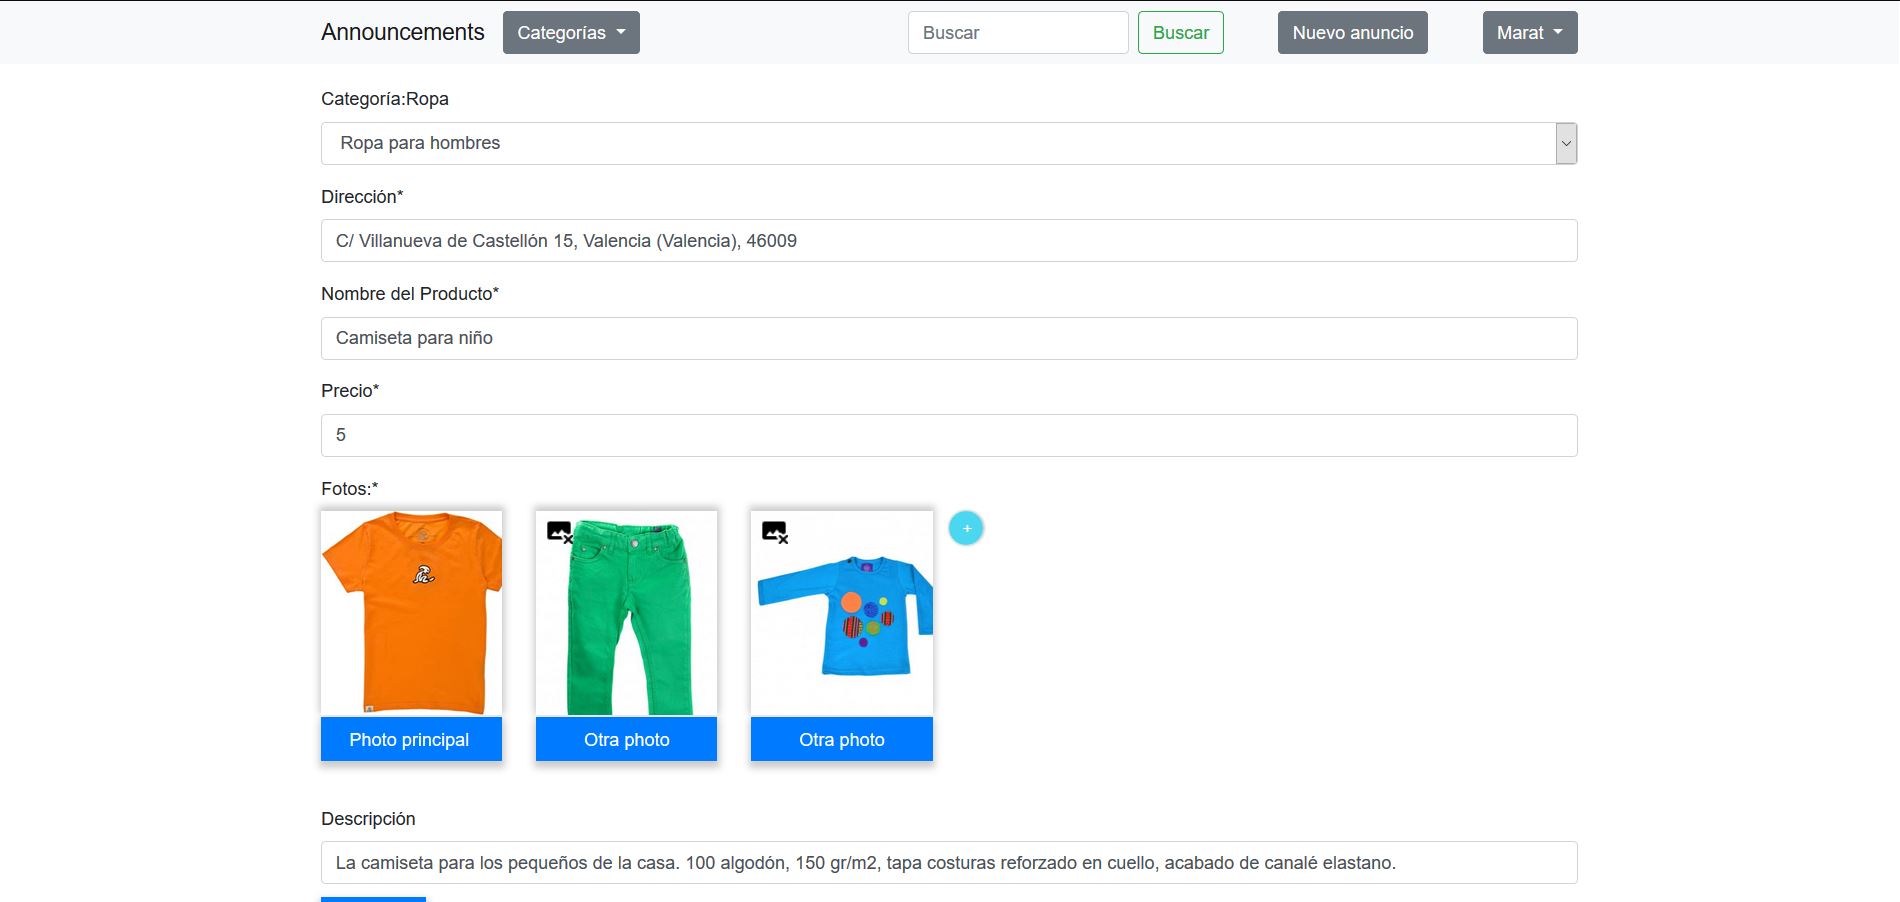 Announcements Categorías Buscar Buscar Nuevo anuncio Marat
Categoría:Ropa
Ropa para hombres
Dirección*
C/ Villanueva de Castellón 15, Valencia (Valencia), 46009
Nombre del Producto*
Camiseta para niño
Precio*
5
Fotos:*
+
Photo principal Otra photo Otra photo
Descripción
La camiseta para los pequeños de la casa. 100 algodón, 150 gr/m2, tapa costuras reforzado en cuello, acabado de canalé elastano.